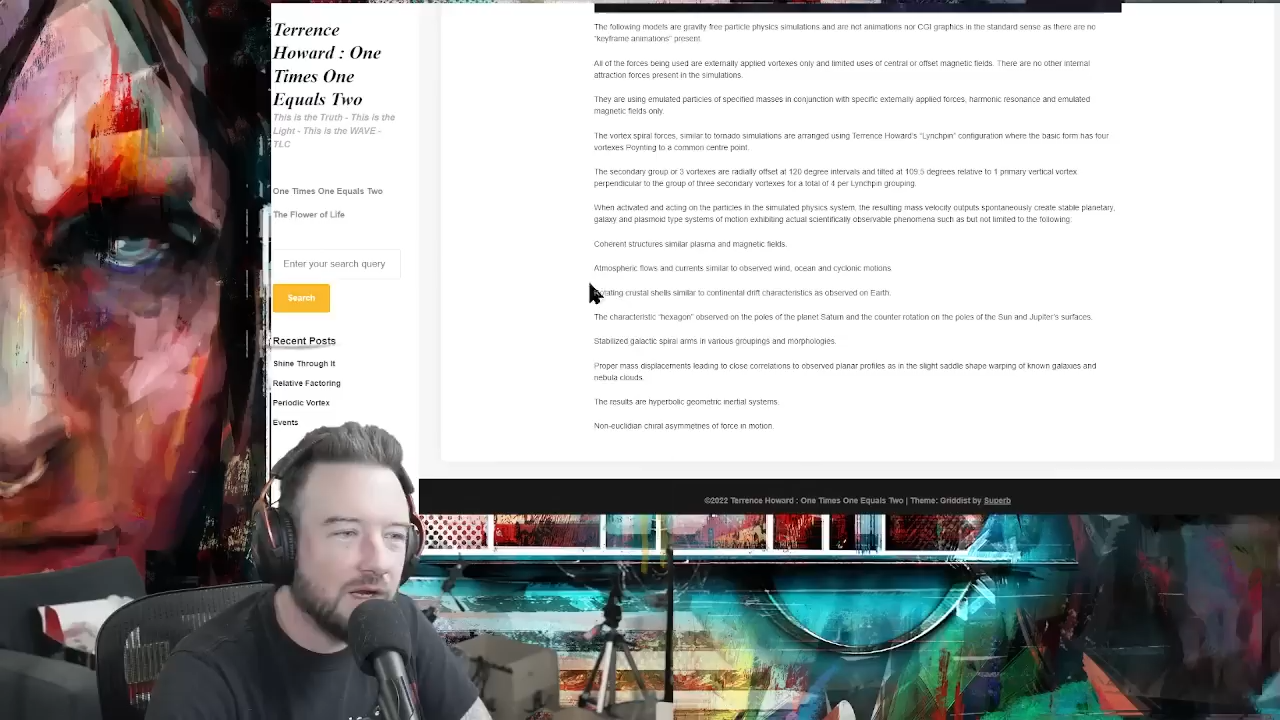 Terrence
Howard : One
Times One
Equals Two
This is the Truth - This is the
Light - This is the WAVE -
TLC
One Times One Equals Two
The Flower of Life
Enter your search query
Search
Recent Posts
Shine Through It
Relative Factoring
Periodic Vortex
Events
The following models are gravity free particle physics simulations and are not animations nor CGI graphics in the standard sense as there are no
"keyframe animations" present.
All of the forces being used are externally applied vortexes only and limited uses of central or offset magnetic fields. There are no other internal
attraction forces present in the simulations.
They are using emulated particles of specified masses in conjunction with specific externally applied forces, harmonic resonance and emulated
magnetic fields only.
The vortex spiral forces, similar to tornado simulations are arranged using Terrence Howard's "Lynchpin" configuration where the basic form has four
vortexes Poynting to a common centre point.
The secondary group or 3 vortexes are radially offset at 120 degree intervals and tilted at 109.5 degrees relative to 1 primary vertical vortex
perpendicular to the group of three secondary vortexes for a total of 4 per Lynchpin grouping.
When activated and acting on the particles in the simulated physics system, the resulting mass velocity outputs spontaneously create stable planetary,
galaxy and plasmoid type systems of motion exhibiting actual scientifically observable phenomena such as but not limited to the following:
Coherent structures similar plasma and magnetic fields.
Atmospheric flows and currents similar to observed wind, ocean and cyclonic motions.
crustal shells similar to continental drift characteristics as observed on Earth.
The characteristic "hexagon" observed on the poles of the planet Saturn and the counter rotation on the poles of the Sun and Jupiter's surfaces.
Stabilized galactic spiral arms in various groupings and morphologies.
Proper mass displacements leading to close correlations to observed planar profiles as in the slight saddle shape warping of known galaxies and
nebula clouds.
The results are hyperbolic geometric inertial systems.
Non-euclidian chiral asymmetries of force in motion.
©2022 Terrence Howard : One Times One Equals Two | Theme: Griddist by Superb